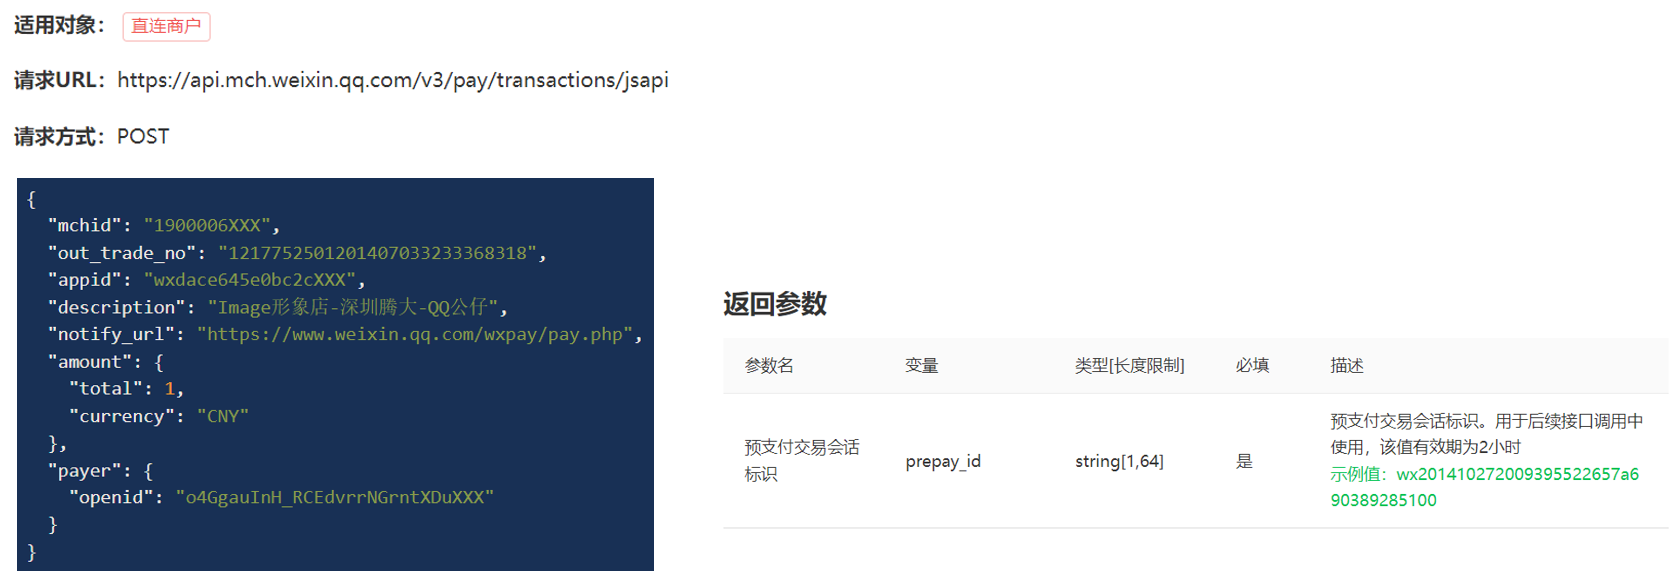 适用对象： 直连商户
请求URL：https://api.mch.weixin.qq.com/v3/pay/transactions/jsapi
请求方式：POST
{
"mchid": "1900006XXX",
"out_trade_no": "1217752501201407033233368318",
"appid": "wxdace645e0bc2cXXX",
"description": "Image形象店-深圳腾大-QQ公仔",
"notify_url": "https://www.weixin.qq.com/wxpay/pay.php",
"amount": {
"total": 1,
"currency": "CNY"
},
"payer": {
"openid": "o4GgauInH_RCEdvrrNGrntXDuXXX"
}
}
返回参数
参数名 变量 类型[长度限制] 必填 描述
预支付交易会话
标识
prepay_id
string[1,64]
是
预支付交易会话标识。用于后续接口调用中
使用，该值有效期为2小时
示例值：wx201410272009395522657a6
90389285100